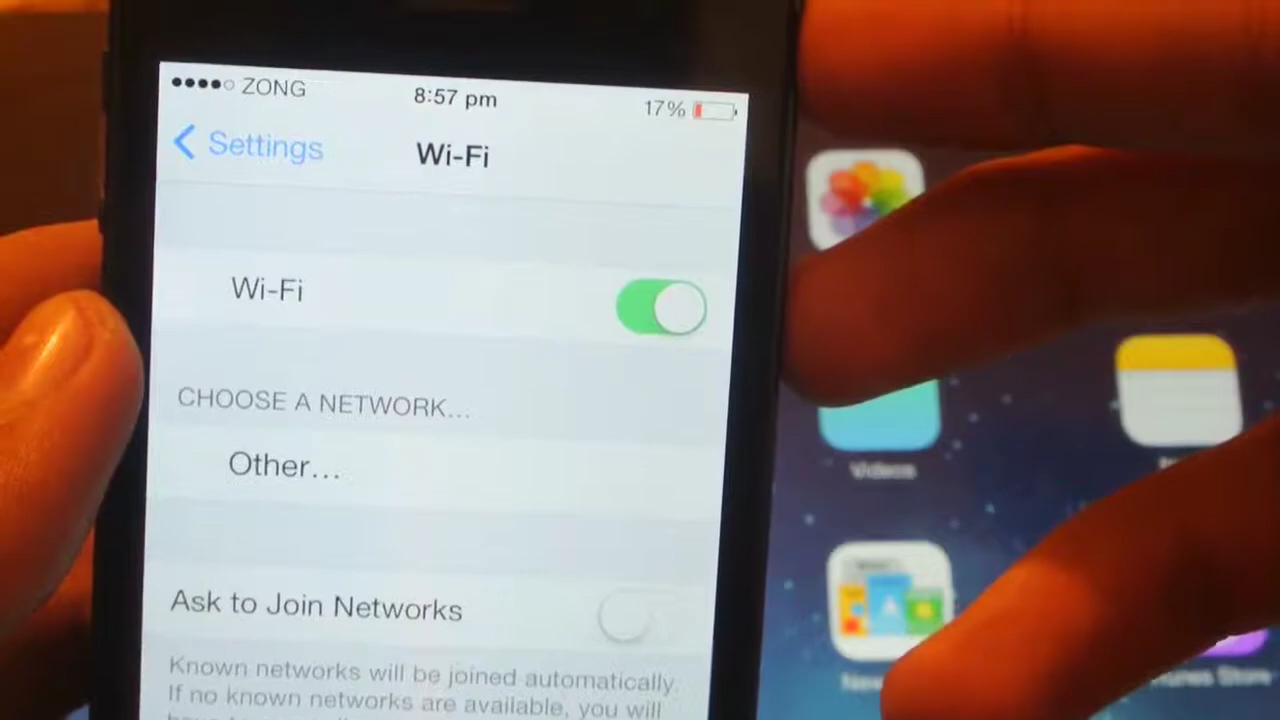 ZONG 8:57 pm 17%
Settings Wi-Fi
Wi-Fi
CHOOSE A NETWORK...
Other...
Ask to Join Networks
Known networks will be joined automatically.
If no known networks are available, you will
Videos
Store